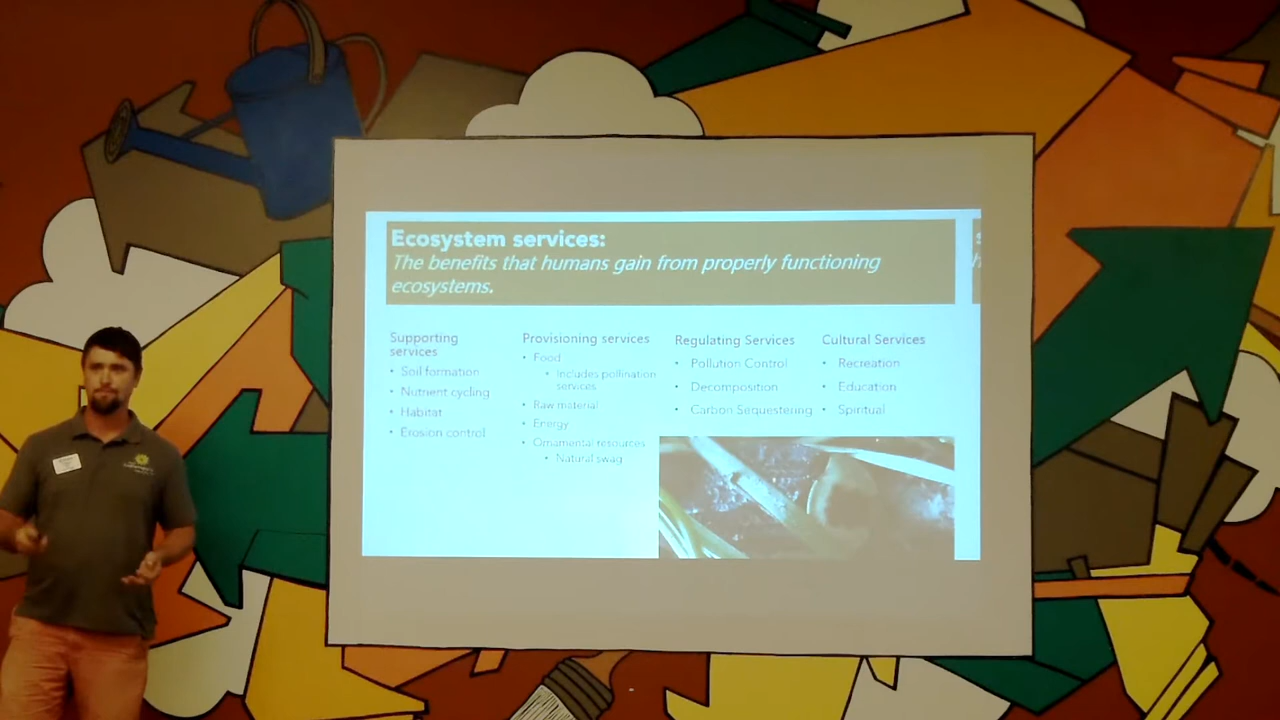 Ecosystem services:
The benefits that humans gain from properly functioning
ecosystems.
Supporting
services
• Soil formation
• Nutrient cycling
• Habitat
• Erosion control
Provisioning services
• Food
• Includes pollination
services
• Raw material
• Energy
• Ornamental resources
• Natural swag
Regulating Services
• Pollution Control
• Decomposition
• Carbon Sequestering
Cultural Services
• Recreation
• Education
• Spiritual